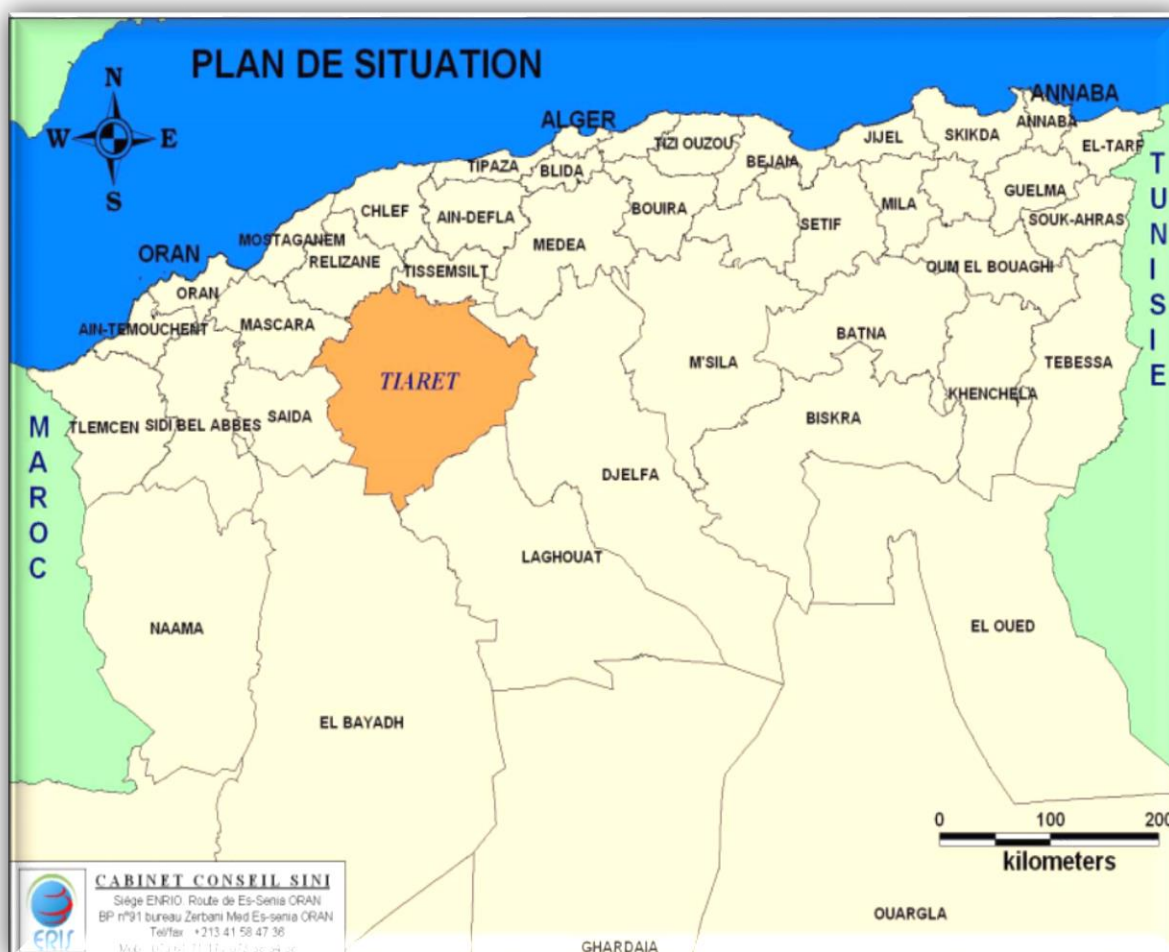 PLAN DE SITUATION
N
W E
S
ALGER
ANNABA
ANNABA
TIZI OUZOU
JIJEL
SKIKDA
EL-TARF
TIPAZA
BLIDA
BEJAIA
GUELMA
CHLEF
AIN-DEFLA
BOUIRA
MILA
SOUK-AHRAS
SETIF
MOSTAGANEM
MEDEA
ORAN
RELIZANE
TISSEMSILT
OUM EL BOUAGHI
ORAN
AIN-TEMOUCHENT
MASCARA
BATNA
TIARET
M'SILA
TEBESSA
KHENCHELA
TLEMCEN
SIDI BEL ABBES
SAIDA
BISKRA
DJELFA
LAGHOUAT
NAAMA
EL OUED
EL BAYADH
OUARGLA
GHARDAIA
MAROC
TUNISIE
0 100 200
kilometers
CABINET CONSEIL SINI
Siége ENRIO. Route de Es-Senia ORAN
BP n°91 bureau Zerbani Med Es-senia ORAN
Tel/fax +213 41 58 47 36
ERIS